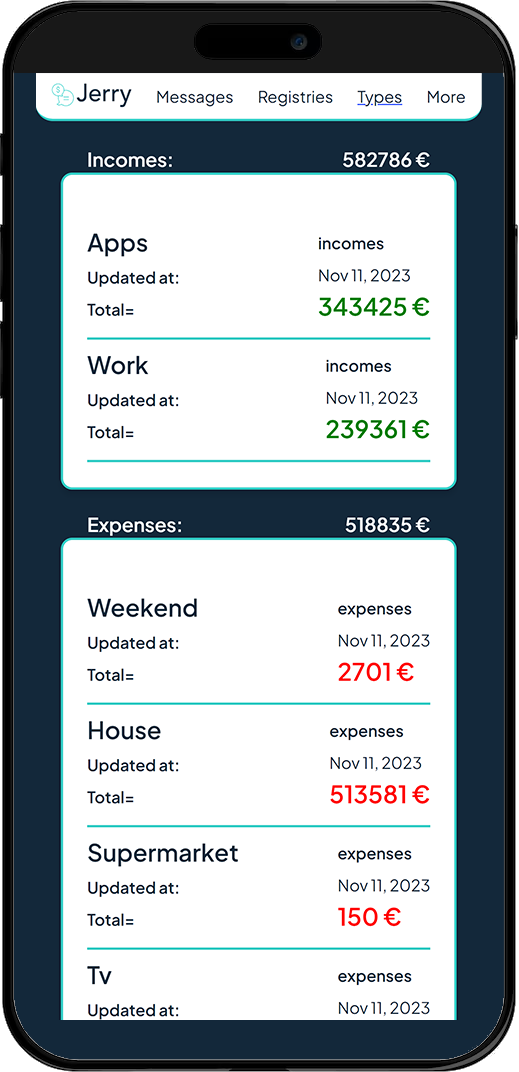 Jerry Messages Registries Types More
Incomes: 582786 €
Apps incomes
Updated at: Nov 11, 2023
Total= 343425 €
Work incomes
Updated at: Nov 11, 2023
Total= 239361 €
Expenses: 518835 €
Weekend expenses
Updated at: Nov 11, 2023
Total= 2701 €
House expenses
Updated at: Nov 11, 2023
Total= 513581 €
Supermarket expenses
Updated at: Nov 11, 2023
Total= 150 €
Tv expenses
Updated at: Nov 11, 2023